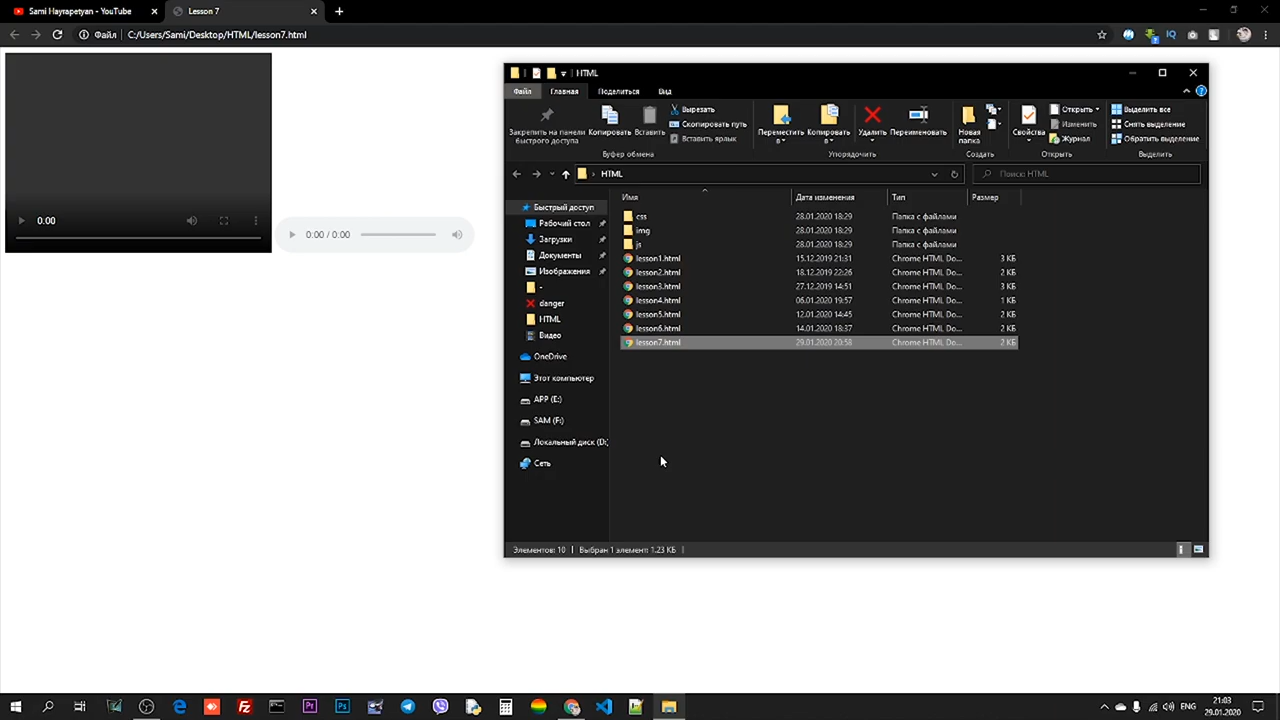 Sami Hayrapetyan - YouTube
Lesson 7
Файл
C:/Users/Sami/Desktop/HTML/lesson7.html
IQ
0:00
0:00 / 0:00
HTML
Файл
Главная
Поделиться
Вид
Закрепить на панели быстрого доступа
Копировать
Вставить
Вырезать
Скопировать путь
Вставить ярлык
Переместить в
Копировать в
Удалить
Переименовать
Новая папка
Свойства
Открыть
Изменить
Журнал
Выделить все
Снять выделение
Обратить выделение
Буфер обмена
Упорядочить
Создать
Открыть
Выделить
HTML
Поиск: HTML
Имя
Дата изменения
Тип
Размер
Быстрый доступ
Рабочий стол
Загрузки
Документы
Изображения
-
danger
HTML
Видео
OneDrive
Этот компьютер
APP (E:)
SAM (F:)
Локальный диск (D:)
Сеть
css 28.01.2020 18:29 Папка с файлами
img 28.01.2020 18:29 Папка с файлами
js 28.01.2020 18:29 Папка с файлами
lesson1.html 15.12.2019 21:31 Chrome HTML Do... 3 КБ
lesson2.html 18.12.2019 22:26 Chrome HTML Do... 2 КБ
lesson3.html 27.12.2019 14:51 Chrome HTML Do... 3 КБ
lesson4.html 06.01.2020 19:57 Chrome HTML Do... 1 КБ
lesson5.html 12.01.2020 14:45 Chrome HTML Do... 2 КБ
lesson6.html 14.01.2020 18:37 Chrome HTML Do... 2 КБ
lesson7.html 29.01.2020 20:58 Chrome HTML Do... 2 КБ
Элементов: 10
Выбран 1 элемент: 1,23 КБ
Pr
Ps
ENG
21:03
29.01.2020